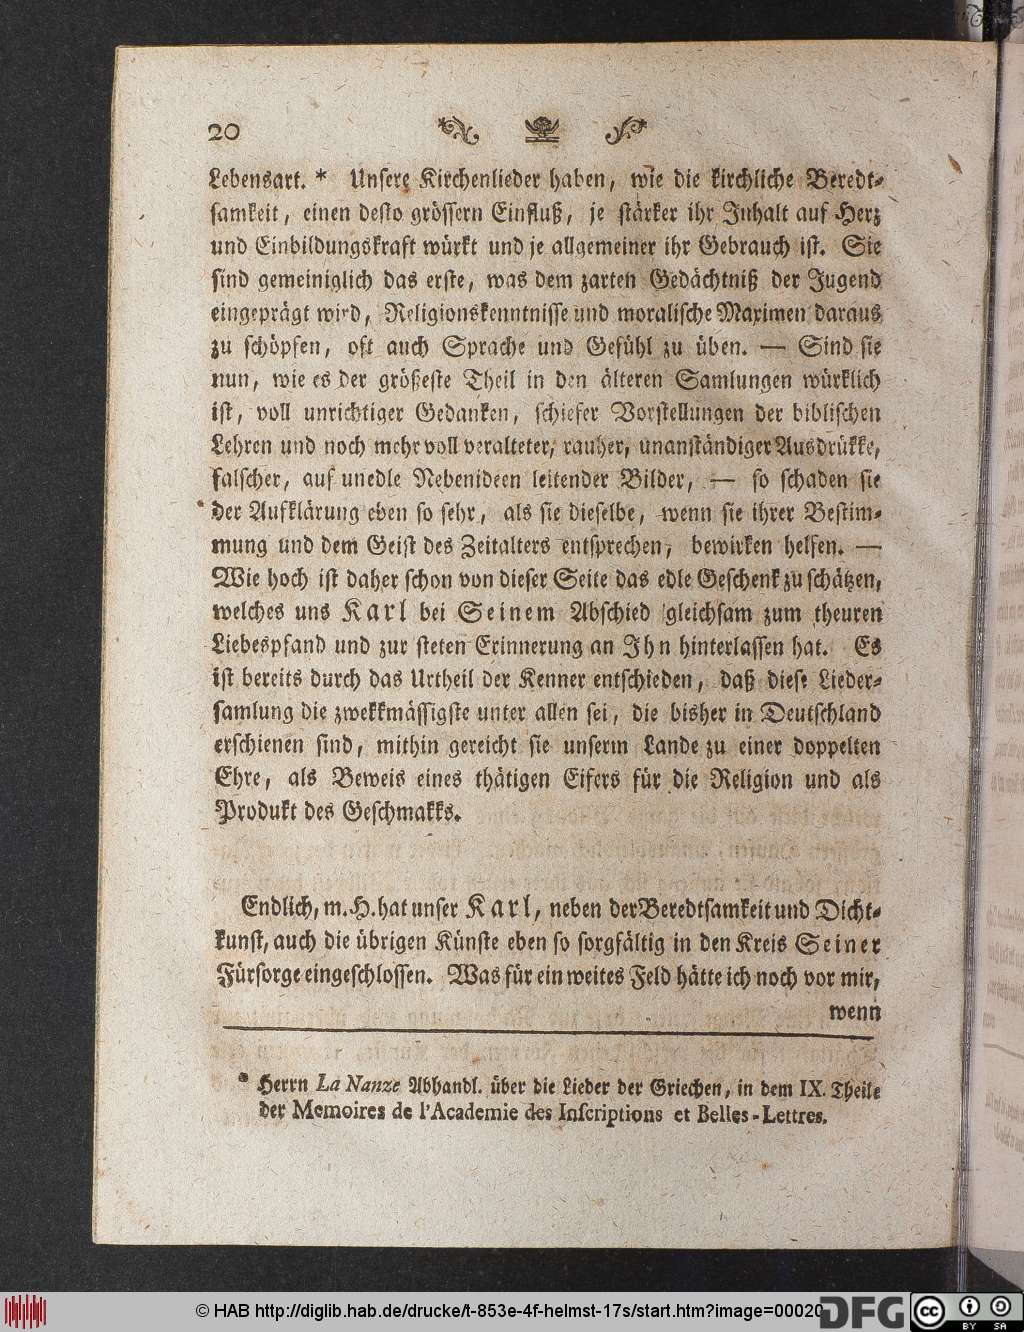 20
Lebensart. * Unsere Kirchenlieder haben, wie die kirchliche Beredt-
samkeit, einen desto grössern Einfluß, je stärker ihr Inhalt auf Herz
und Einbildungskraft würkt und je allgemeiner ihr Gebrauch ist. Sie
sind gemeiniglich das erste, was dem zarten Gedächtniß der Jugend
eingeprägt wird, Religionskenntnisse und moralische Maximen daraus
zu schöpfen, oft auch Sprache und Gefühl zu üben. — Sind sie
nun, wie es der größeste Theil in den älteren Samlungen würklich
ist, voll unrichtiger Gedanken, schiefer Vorstellungen der biblischen
Lehren und noch mehr voll veralteter, rauher, unanständiger Ausdrükke,
falscher, auf unedle Nebenideen leitender Bilder, — so schaden sie
der Aufklärung eben so sehr, als sie dieselbe, wenn sie ihrer Bestim-
mung und dem Geist des Zeitalters entsprechen, bewirken helfen. —
Wie hoch ist daher schon von dieser Seite das edle Geschenk zu schätzen,
welches uns Karl bei Seinem Abschied gleichsam zum theuren
Liebespfand und zur steten Erinnerung an Ihn hinterlassen hat. Es
ist bereits durch das Urtheil der Kenner entschieden, daß diese Lieder-
samlung die zwekkmässigste unter allen sei, die bisher in Deutschland
erschienen sind, mithin gereicht sie unserm Lande zu einer doppelten
Ehre, als Beweis eines thätigen Eifers für die Religion und als
Produkt des Geschmakks.
Endlich, m. H. hat unser Karl, neben der Beredtsamkeit und Dicht-
kunst, auch die übrigen Künste eben so sorgfältig in den Kreis Seiner
Fürsorge eingeschlossen. Was für ein weites Feld hätte ich noch vor mir,
wenn
* Herrn La Nanze Abhandl. über die Lieder der Griechen, in dem IX. Theile
der Memoires de l'Academie des Inscriptions et Belles-Lettres.
© HAB http://diglib.hab.de/drucke/t-853e-4f-helmst-17s/start.htm?image=00020
DFG
cc BY SA